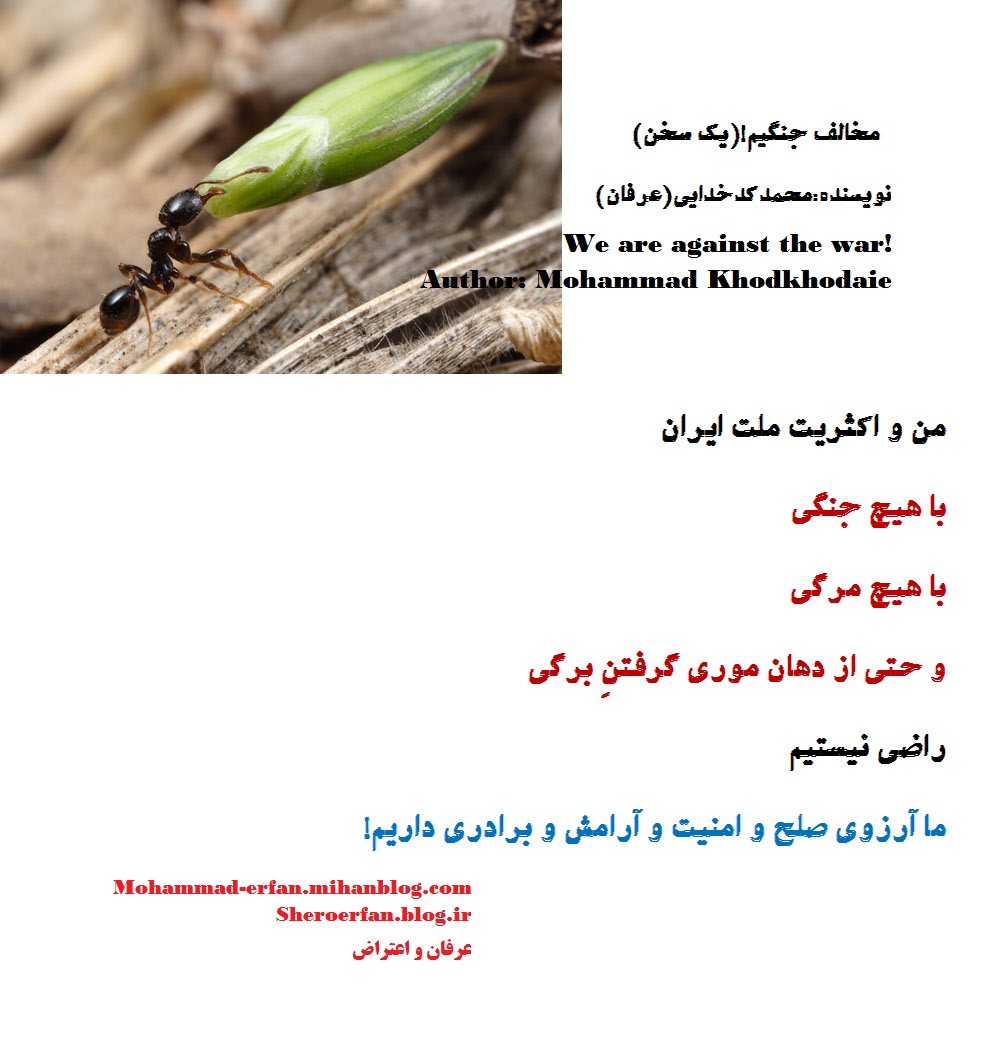 مخالف جنگیم!(یک سخن)
نویسنده:محمد کدخدایی(عرفان)
We are against the war!
Author: Mohammad Khodkhodaie
من و اکثریت ملت ایران
با هیچ جنگی
با هیچ مرگی
و حتی از دهان موری گرفتنِ برگی
راضی نیستیم
ما آرزوی صلح و امنیت و آرامش و برادری داریم!
Mohammad-erfan.mihanblog.com
Sheroerfan.blog.ir
عرفان و اعتراض